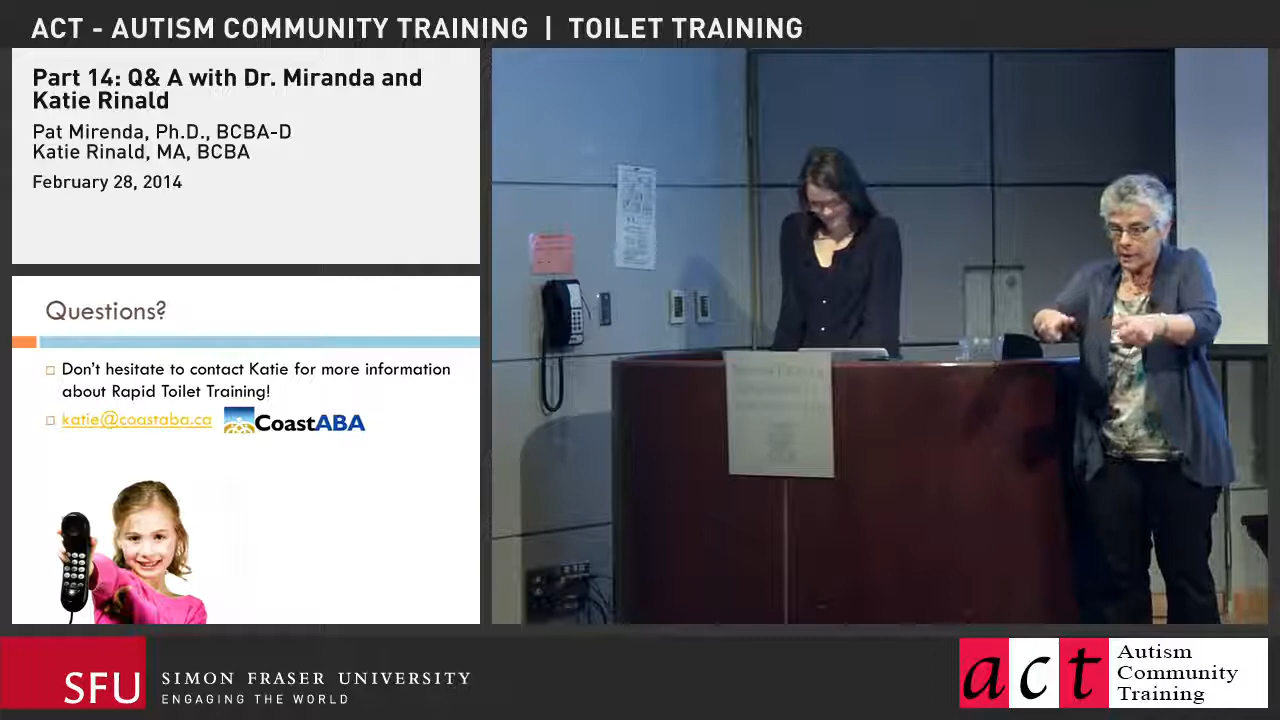 ACT - AUTISM COMMUNITY TRAINING | TOILET TRAINING
Part 14: Q& A with Dr. Miranda and
Katie Rinald
Pat Mirenda, Ph.D., BCBA-D
Katie Rinald, MA, BCBA
February 28, 2014
Questions?
Don't hesitate to contact Katie for more information
about Rapid Toilet Training!
katie@coastaba.ca CoastABA
SFU SIMON FRASER UNIVERSITY
ENGAGING THE WORLD
act Autism
Community
Training